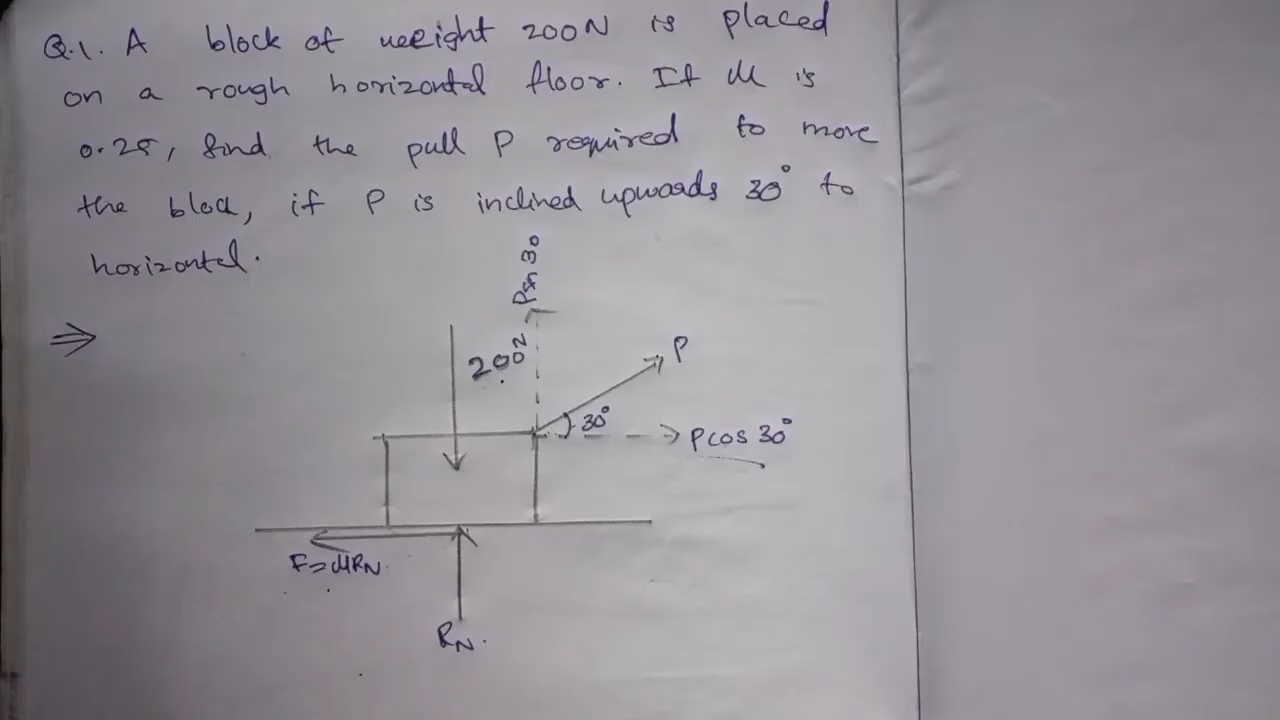 Q.1. A block of weight 200N is placed
on a rough horizontal floor. If μ is
0.25, find the pull P required to move
the block, if P is inclined upwards 30° to
horizontal.
⇒
P sin 30
200N
P
30°
P cos 30°
F = μRN
RN.